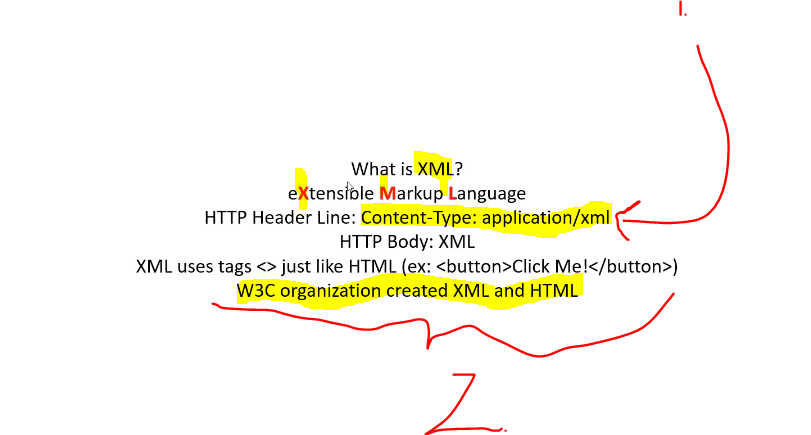 1.
What is XML?
eXtensible Markup Language
HTTP Header Line: Content-Type: application/xml
HTTP Body: XML
XML uses tags <> just like HTML (ex: <button>Click Me!</button>)
W3C organization created XML and HTML
2.